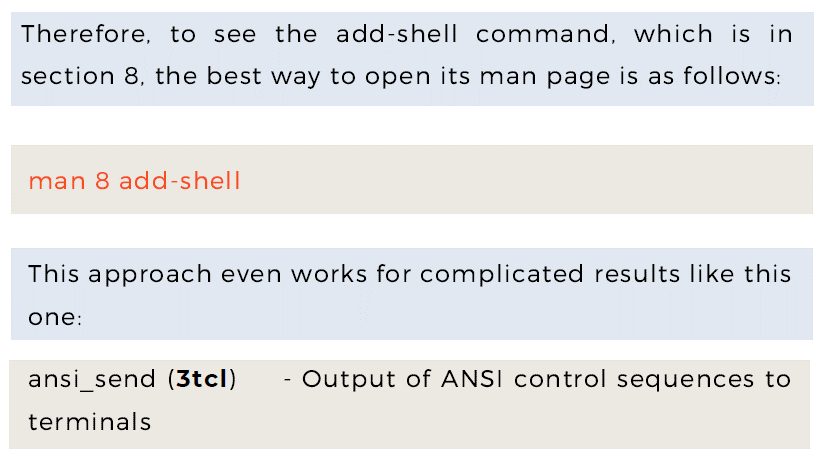 Therefore, to see the add-shell command, which is in
section 8, the best way to open its man page is as follows:
man 8 add-shell
This approach even works for complicated results like this
one:
ansi_send (3tcl) - Output of ANSI control sequences to
terminals